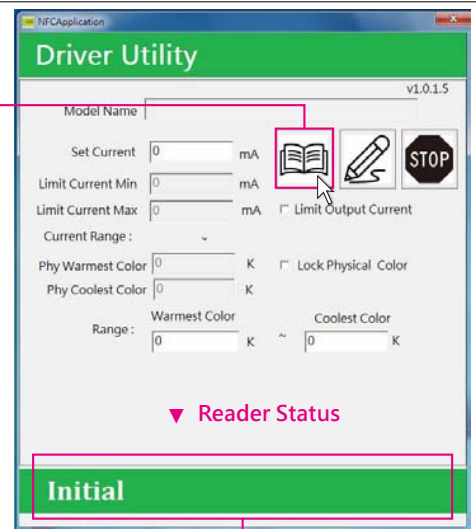 NFCApplication
Driver Utility
v1.0.1.5
Model Name
Set Current 0 mA
STOP
Limit Current Min 0 mA
Limit Current Max 0 mA Limit Output Current
Current Range : ~
Phy Warmest Color 0 K Lock Physical Color
Phy Coolest Color 0 K
Warmest Color Coolest Color
Range : 0 K ~ 0 K
▼ Reader Status
Initial